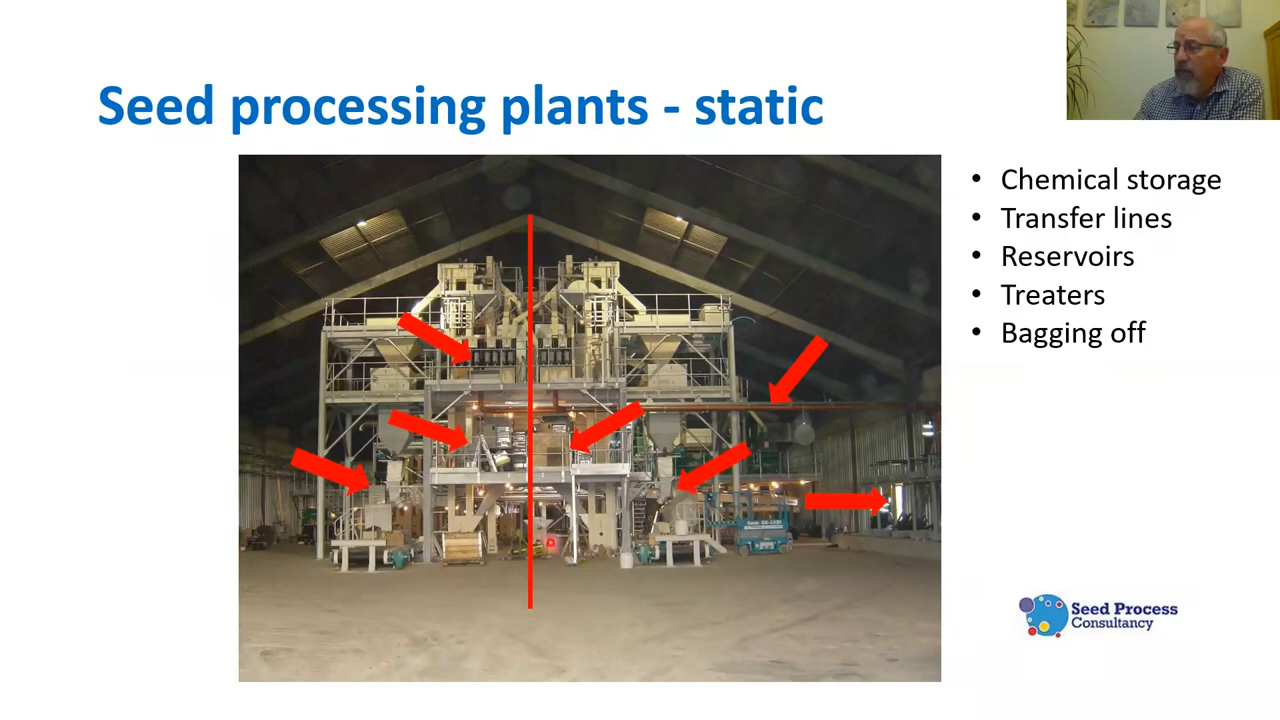 Seed processing plants - static
• Chemical storage
• Transfer lines
• Reservoirs
• Treaters
• Bagging off
Seed Process
Consultancy